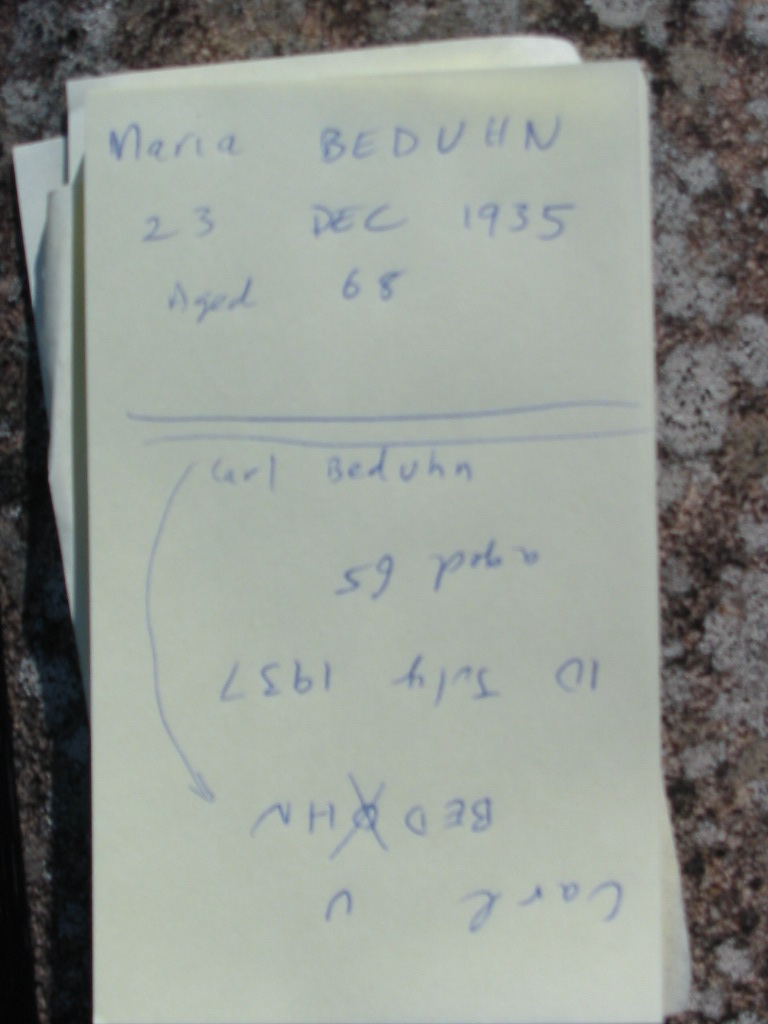 Maria BEDUHN
23 DEC 1935
Aged 68
Carl Beduhn
Carl U
BEDOHN
10 July 1937
aged 65